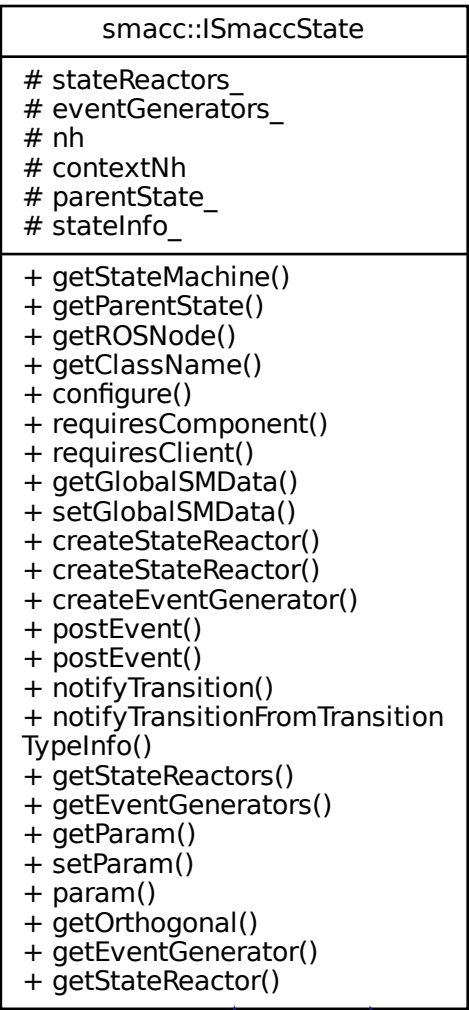 smacc::ISmaccState
# stateReactors_
# eventGenerators_
# nh
# contextNh
# parentState_
# stateInfo_
+ getStateMachine()
+ getParentState()
+ getROSNode()
+ getClassName()
+ configure()
+ requiresComponent()
+ requiresClient()
+ getGlobalSMData()
+ setGlobalSMData()
+ createStateReactor()
+ createStateReactor()
+ createEventGenerator()
+ postEvent()
+ postEvent()
+ notifyTransition()
+ notifyTransitionFromTransition
TypeInfo()
+ getStateReactors()
+ getEventGenerators()
+ getParam()
+ setParam()
+ param()
+ getOrthogonal()
+ getEventGenerator()
+ getStateReactor()